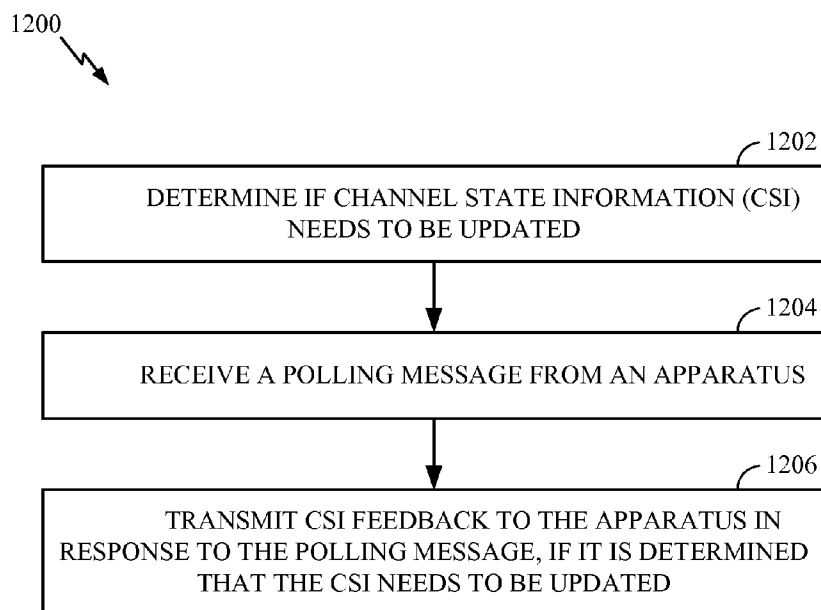 1200
1202
DETERMINE IF CHANNEL STATE INFORMATION (CSI)
NEEDS TO BE UPDATED
1204
RECEIVE A POLLING MESSAGE FROM AN APPARATUS
1206
TRANSMIT CSI FEEDBACK TO THE APPARATUS IN
RESPONSE TO THE POLLING MESSAGE, IF IT IS DETERMINED
THAT THE CSI NEEDS TO BE UPDATED